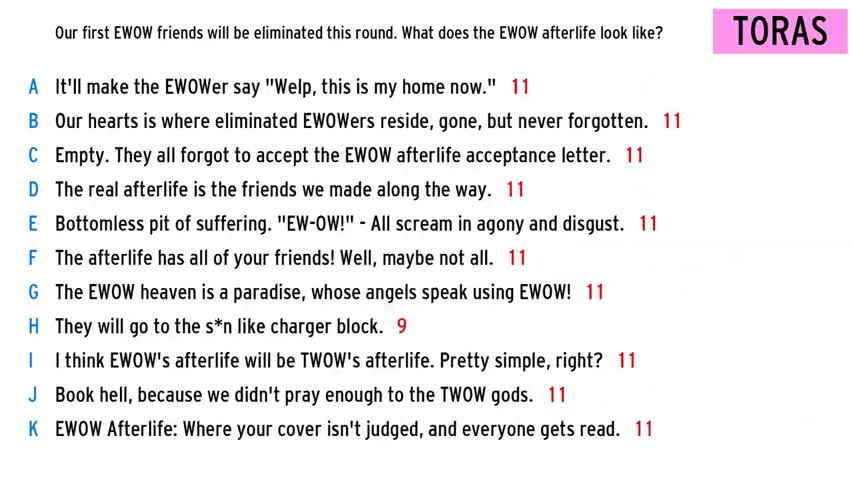 Our first EWOW friends will be eliminated this round. What does the EWOW afterlife look like?
TORAS
A It'll make the EWOWer say "Welp, this is my home now." 11
B Our hearts is where eliminated EWOWers reside, gone, but never forgotten. 11
C Empty. They all forgot to accept the EWOW afterlife acceptance letter. 11
D The real afterlife is the friends we made along the way. 11
E Bottomless pit of suffering. "EW-OW!" - All scream in agony and disgust. 11
F The afterlife has all of your friends! Well, maybe not all. 11
G The EWOW heaven is a paradise, whose angels speak using EWOW! 11
H They will go to the s*n like charger block. 9
I I think EWOW's afterlife will be TWOW's afterlife. Pretty simple, right? 11
J Book hell, because we didn't pray enough to the TWOW gods. 11
K EWOW Afterlife: Where your cover isn't judged, and everyone gets read. 11